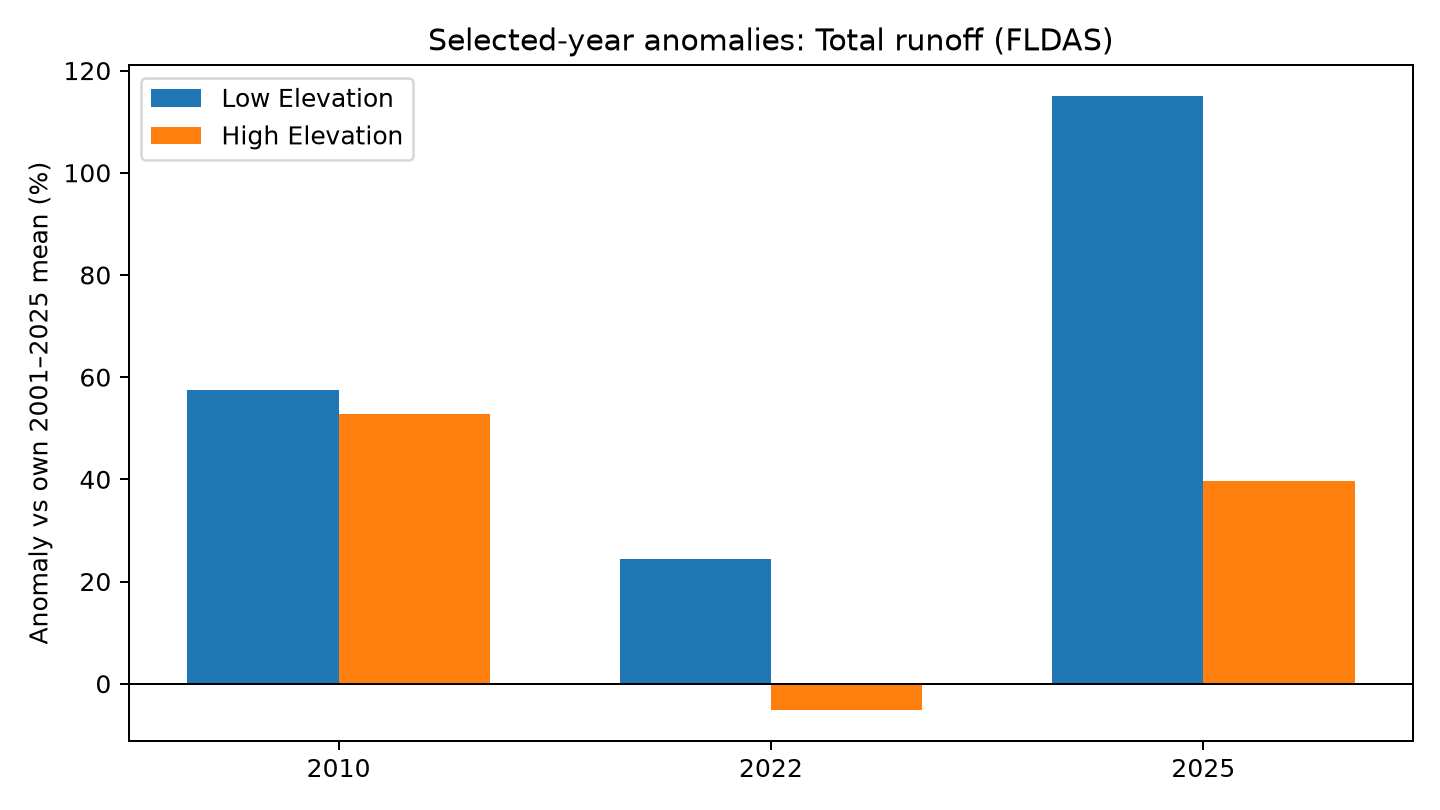 Selected-year anomalies: Total runoff (FLDAS)
Low Elevation
High Elevation
Anomaly vs own 2001–2025 mean (%)
120
100
80
60
40
20
0
2010 2022 2025